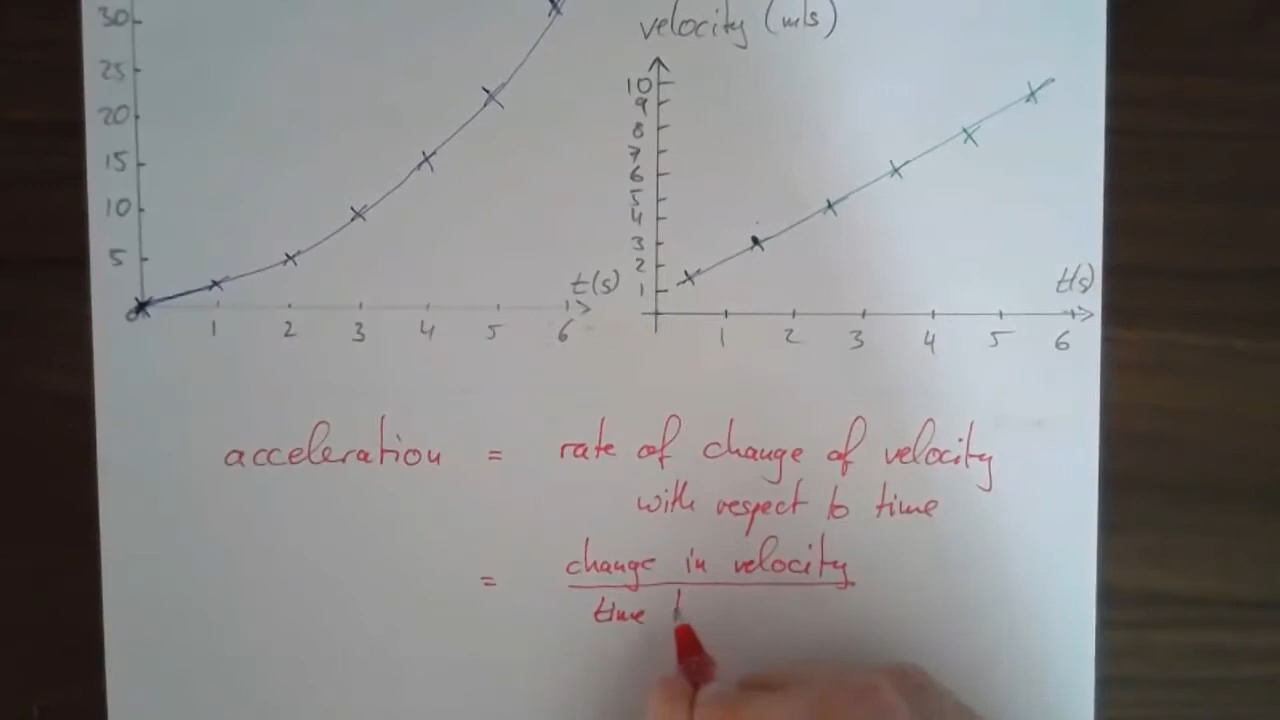 30
25
20
15
10
5
0
t(s)
1 2 3 4 5 6
velocity (m/s)
10
9
8
7
6
5
4
3
2
1
t(s)
1 2 3 4 5 6
acceleration = rate of change of velocity
with respect to time
= change in velocity
time